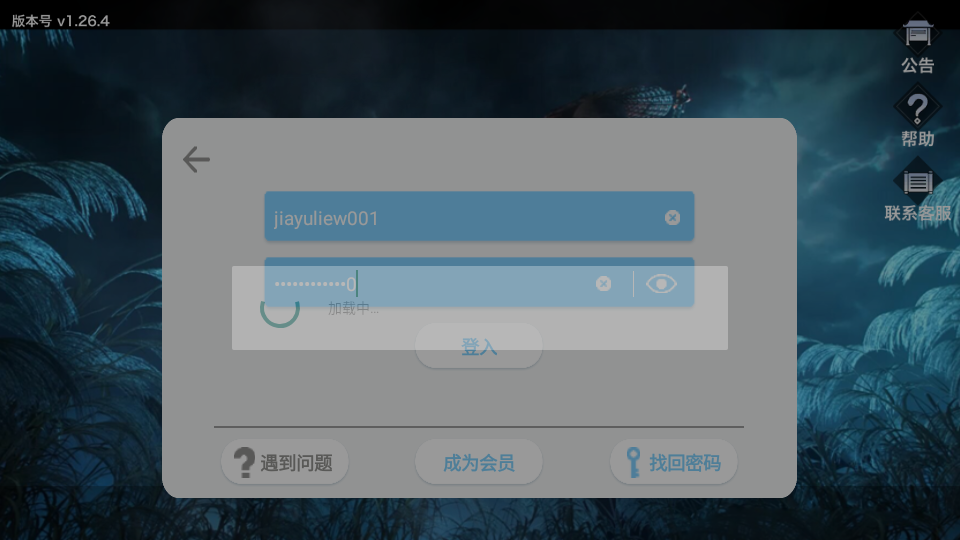 版本号 v1.26.4
公告
帮助
联系客服
jiayuliew001
••••••••••••0
加载中...
登入
遇到问题
成为会员
找回密码